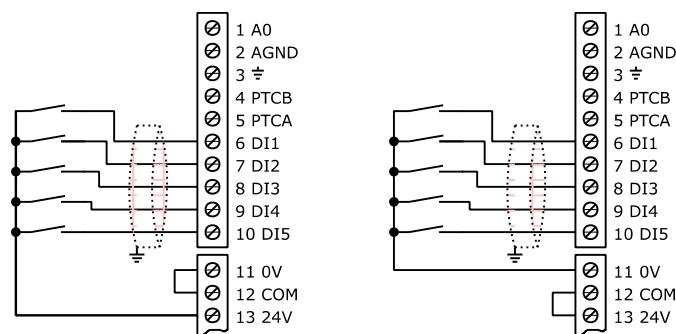 1 A0
2 AGND
3
4 PTCB
5 PTCA
6 DI1
7 DI2
8 DI3
9 DI4
10 DI5
11 0V
12 COM
13 24V
1 A0
2 AGND
3
4 PTCB
5 PTCA
6 DI1
7 DI2
8 DI3
9 DI4
10 DI5
11 0V
12 COM
13 24V